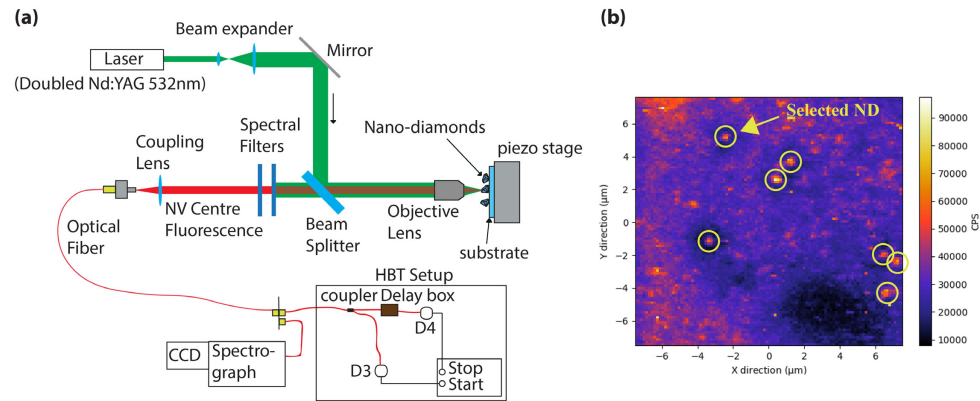 (a)
Beam expander
Mirror
Laser
(Doubled Nd:YAG 532nm)
Spectral
Filters
Coupling
Lens
Nano-diamonds
piezo stage
NV Centre
Fluorescence
Beam
Splitter
Objective
Lens
substrate
Optical
Fiber
HBT Setup
coupler
Delay box
D4
D3
CCD
Spectro-
graph
Stop
Start
(b)
Selected ND
Y direction (μm)
6
4
2
0
−2
−4
−6
−6
−4
−2
0
2
4
6
X direction (μm)
90000
80000
70000
60000
50000
40000
30000
20000
10000
CPS